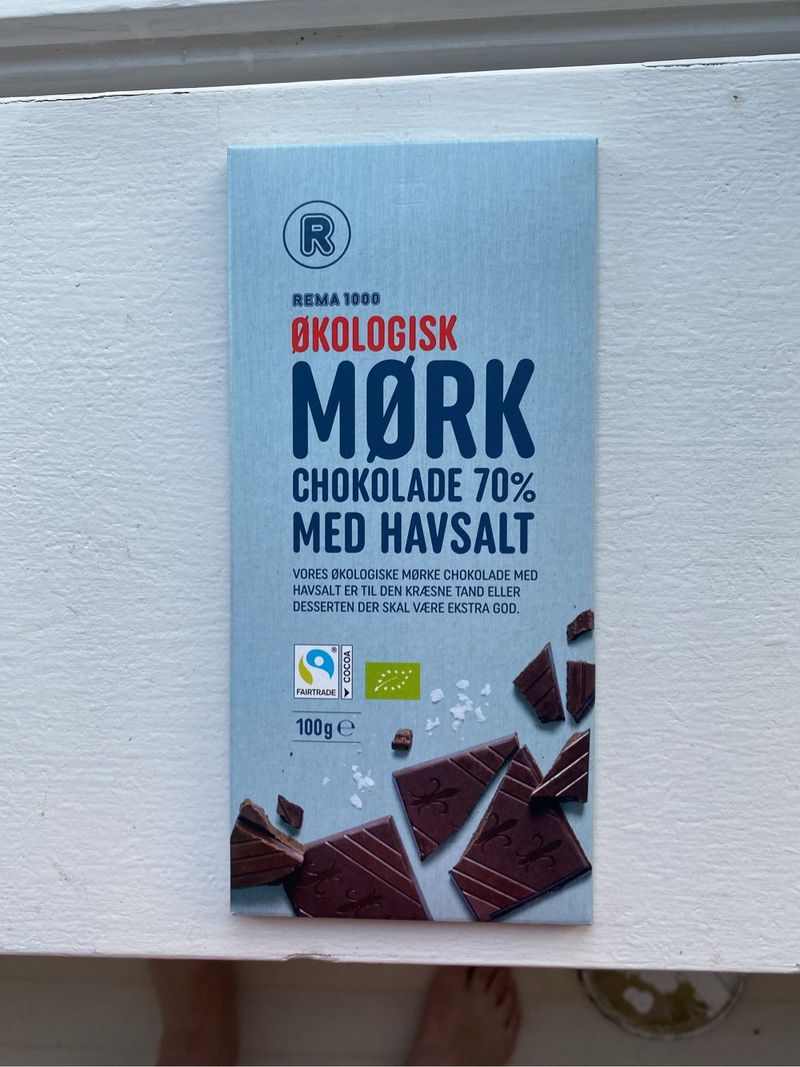 R
REMA 1000
ØKOLOGISK
MØRK
CHOKOLADE 70%
MED HAVSALT
VORES ØKOLOGISKE MØRKE CHOKOLADE MED
HAVSALT ER TIL DEN KRÆSNE TAND ELLER
DESSERTEN DER SKAL VÆRE EKSTRA GOD.
FAIRTRADE ®
COCOA
100g ℮